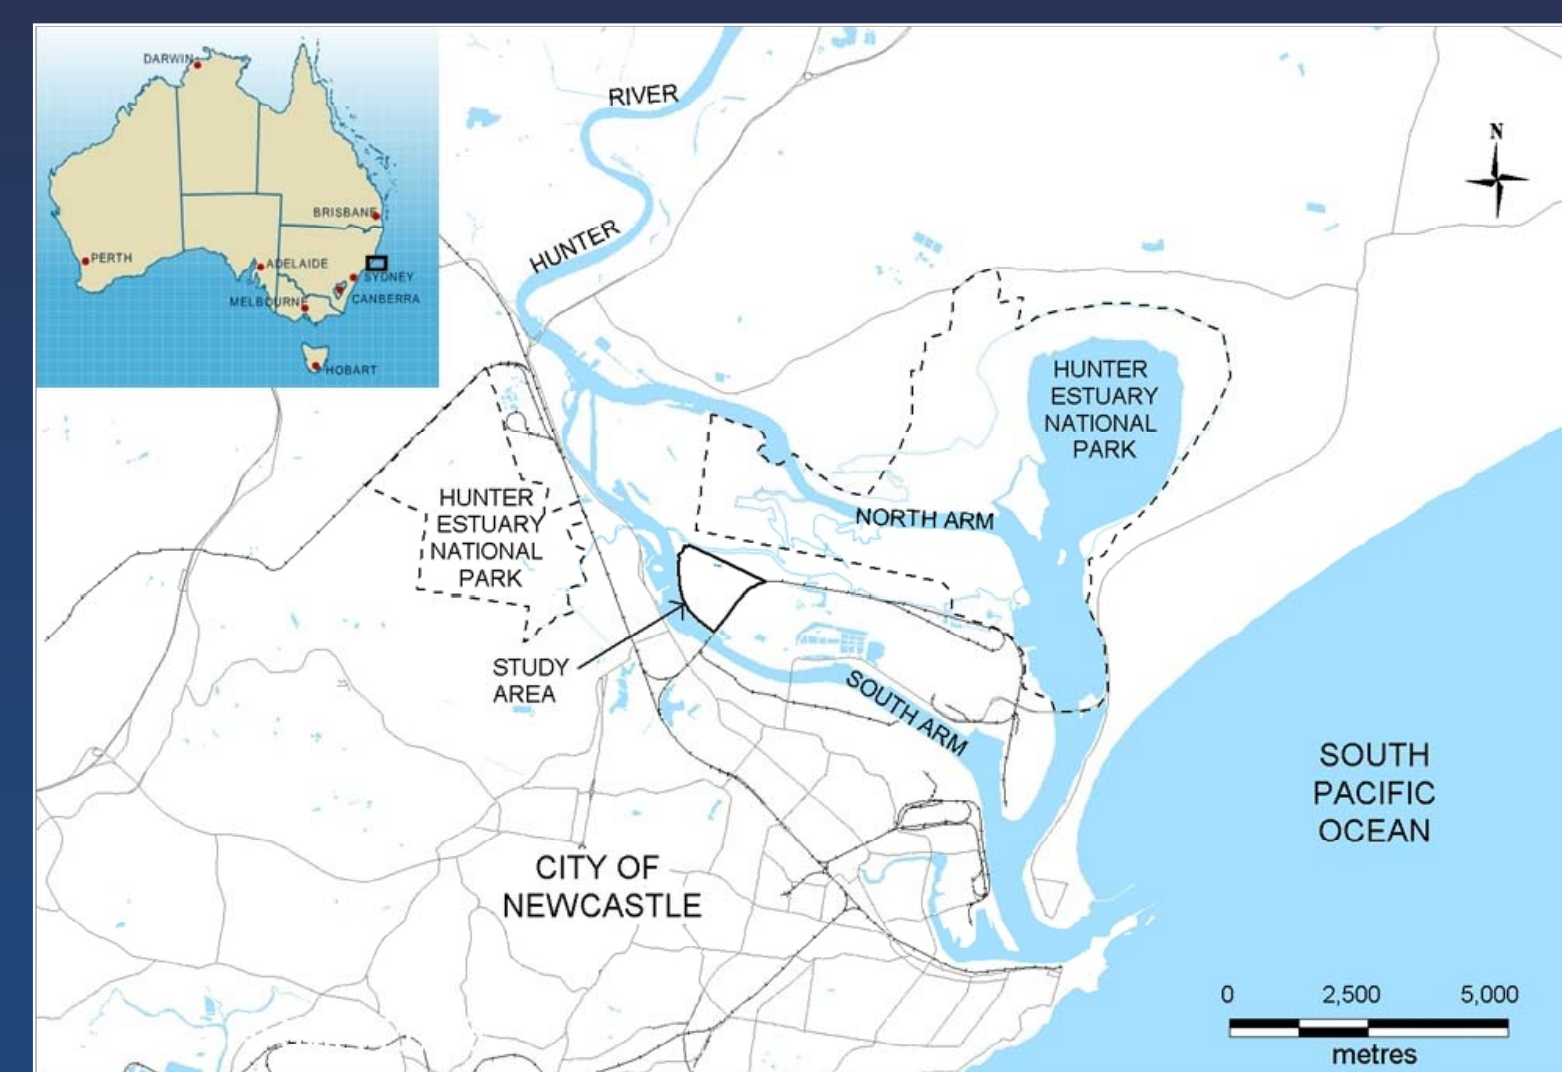 DARWIN
BRISBANE
PERTH
ADELAIDE
SYDNEY
MELBOURNE
CANBERRA
HOBART
RIVER
HUNTER
N
HUNTER
ESTUARY
NATIONAL
PARK
HUNTER
ESTUARY
NATIONAL
PARK
NORTH ARM
STUDY
AREA
SOUTH ARM
SOUTH
PACIFIC
OCEAN
CITY OF
NEWCASTLE
0 2,500 5,000
metres